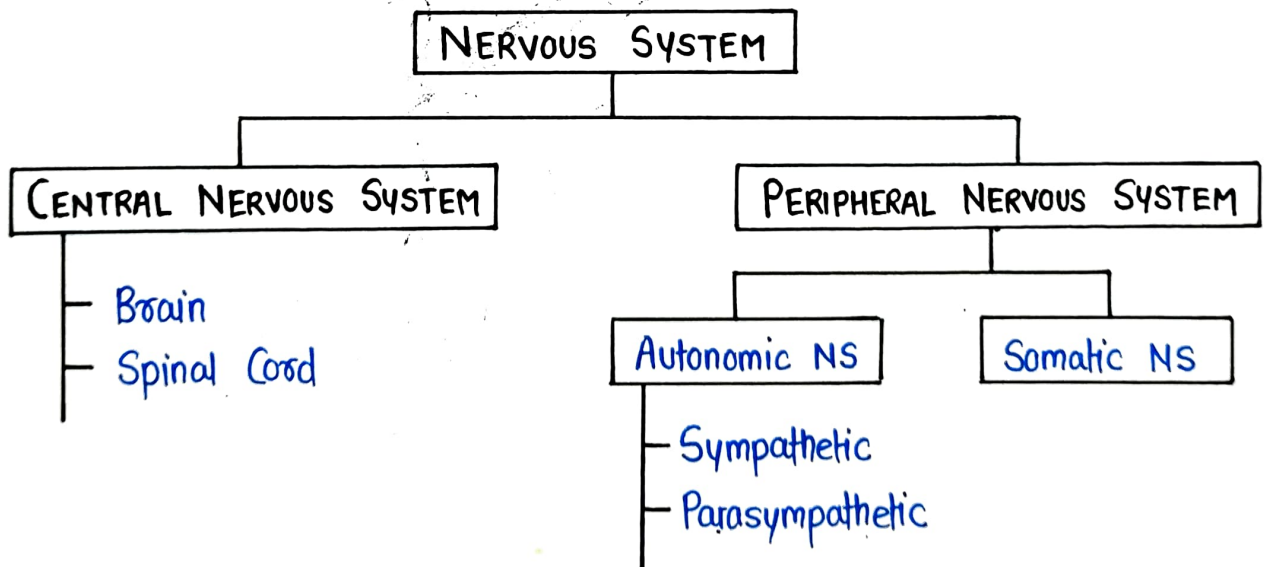 NERVOUS SYSTEM
CENTRAL NERVOUS SYSTEM
PERIPHERAL NERVOUS SYSTEM
Brain
Spinal Cord
Autonomic NS
Somatic NS
Sympathetic
Parasympathetic